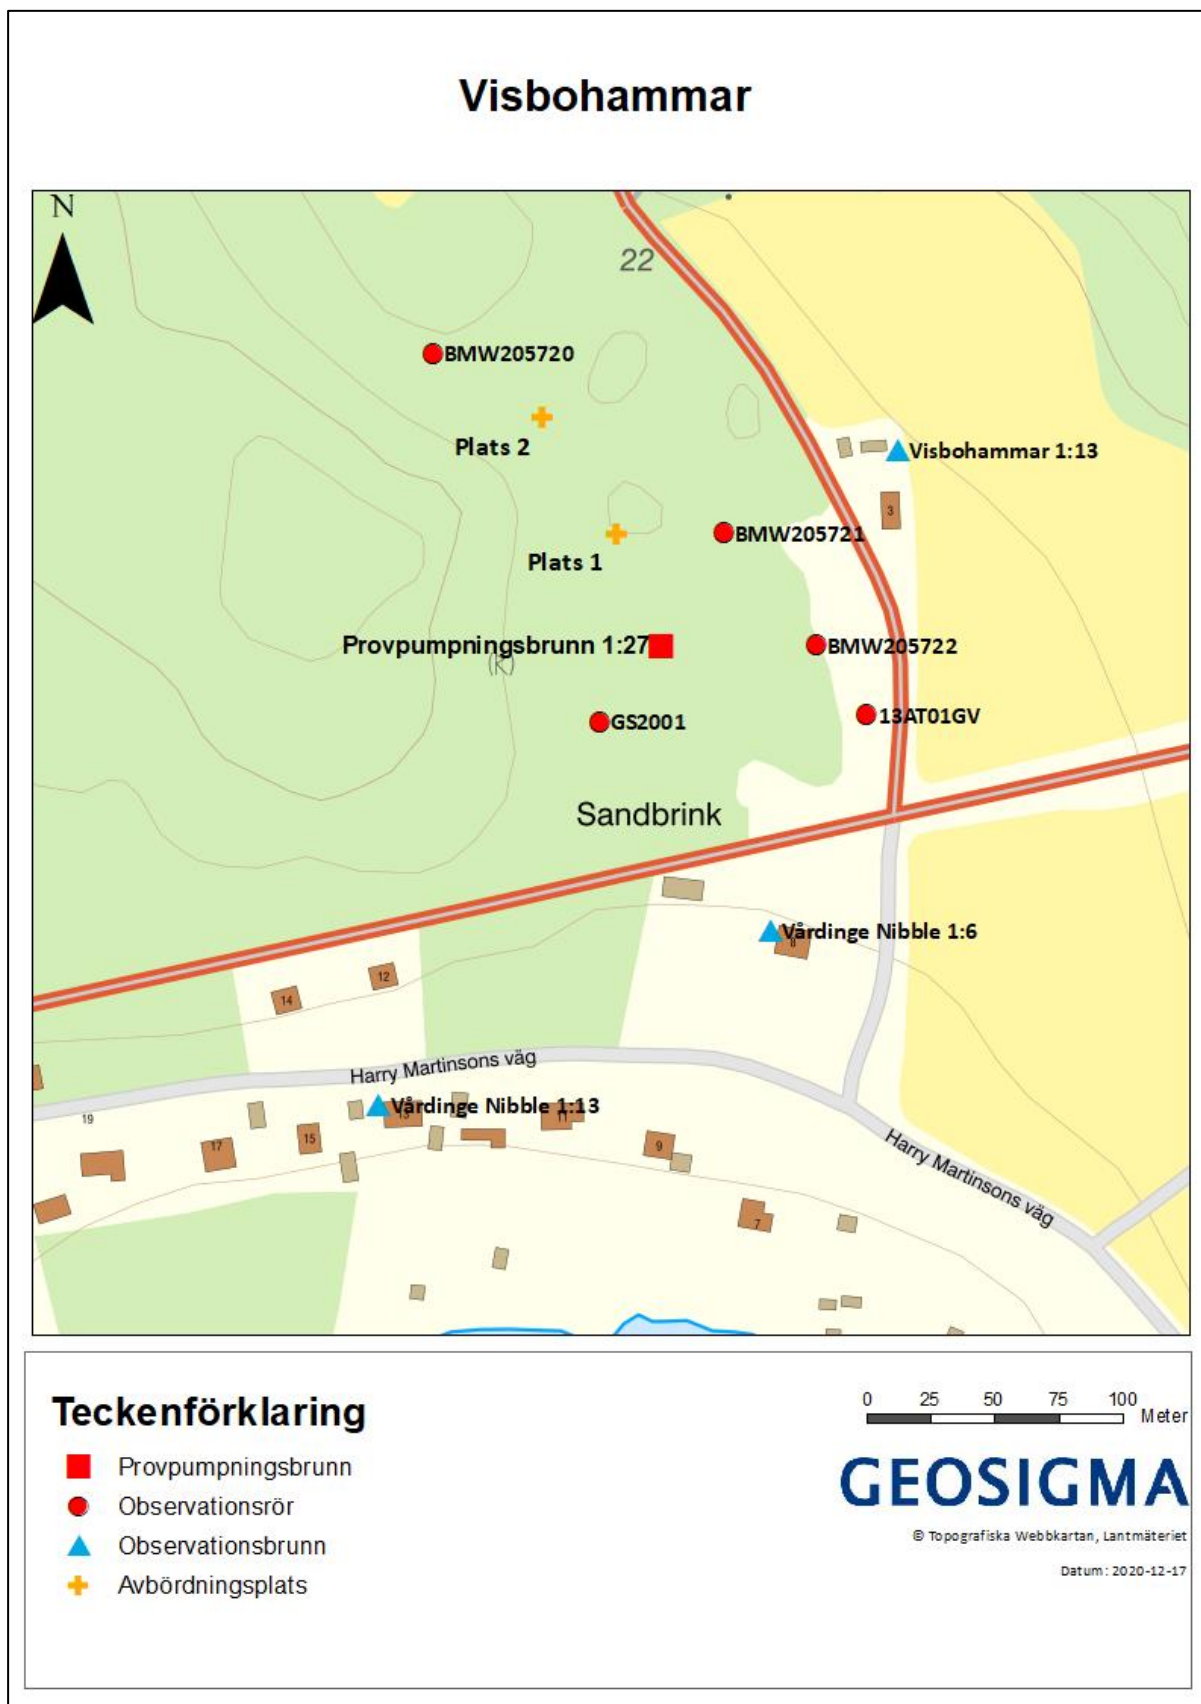 Visbohammar
N
22
BMW205720
Plats 2
Visbohammar 1:13
3
BMW205721
Plats 1
Provpumpningsbrunn 1:27
(K)
BMW205722
GS2001
13AT01GV
Sandbrink
Vårdinge Nibble 1:6
8
12
14
Harry Martinsons väg
Vårdinge Nibble 1:13
13
11
19
17
15
9
Harry Martinsons väg
7
Teckenförklaring
Provpumpningsbrunn
Observationsrör
Observationsbrunn
Avbördningsplats
0 25 50 75 100
Meter
GEOSIGMA
© Topografiska Webbkartan, Lantmäteriet
Datum: 2020-12-17